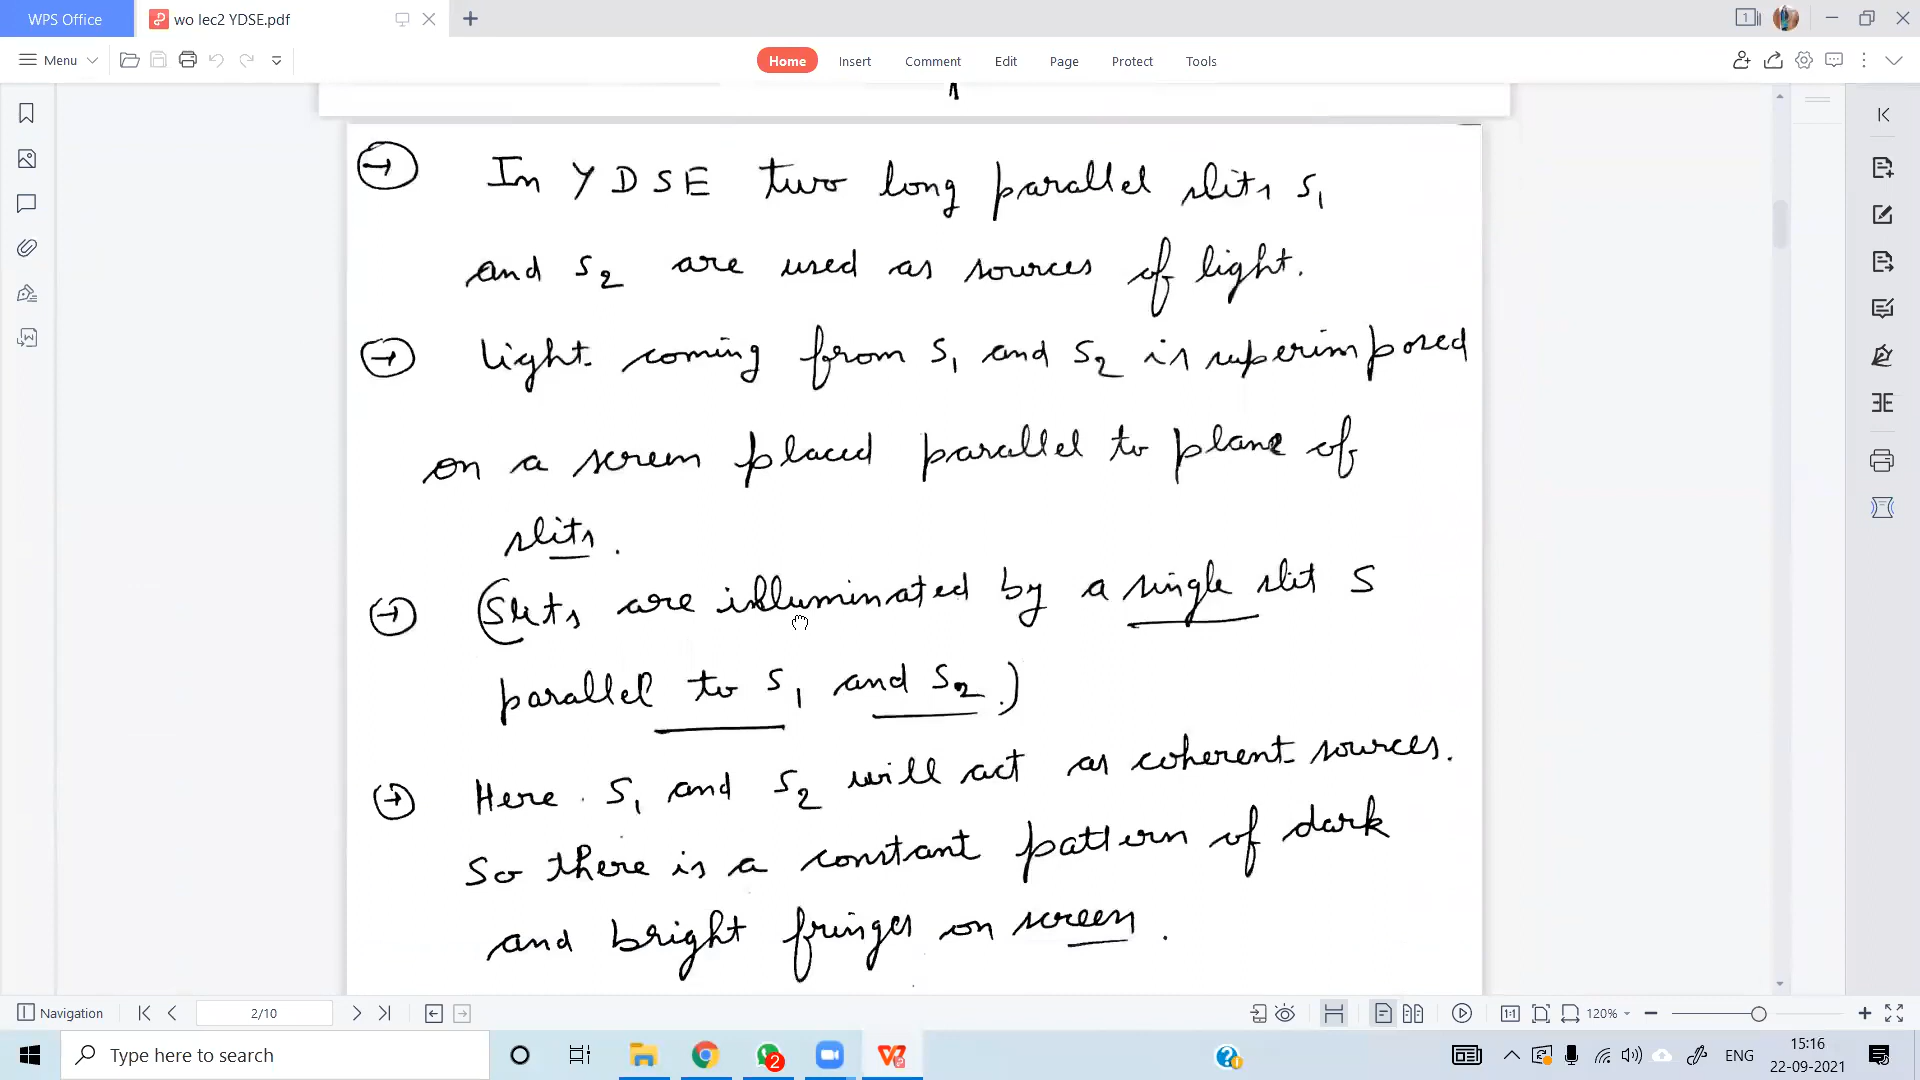 WPS Office
wo lec2 YDSE.pdf
Menu
Home Insert Comment Edit Page Protect Tools
→ In YDSE two long parallel slits S1
and S2 are used as sources of light.
→ light coming from S1 and S2 is superimposed
on a screen placed parallel to plane of
slits.
→ (Slits are illuminated by a single slit S
parallel to S1 and S2.)
→ Here S1 and S2 will act as coherent sources.
So there is a constant pattern of dark
and bright fringes on screen.
Navigation 2/10 1:1 120%
Type here to search 2 ENG 15:16
22-09-2021